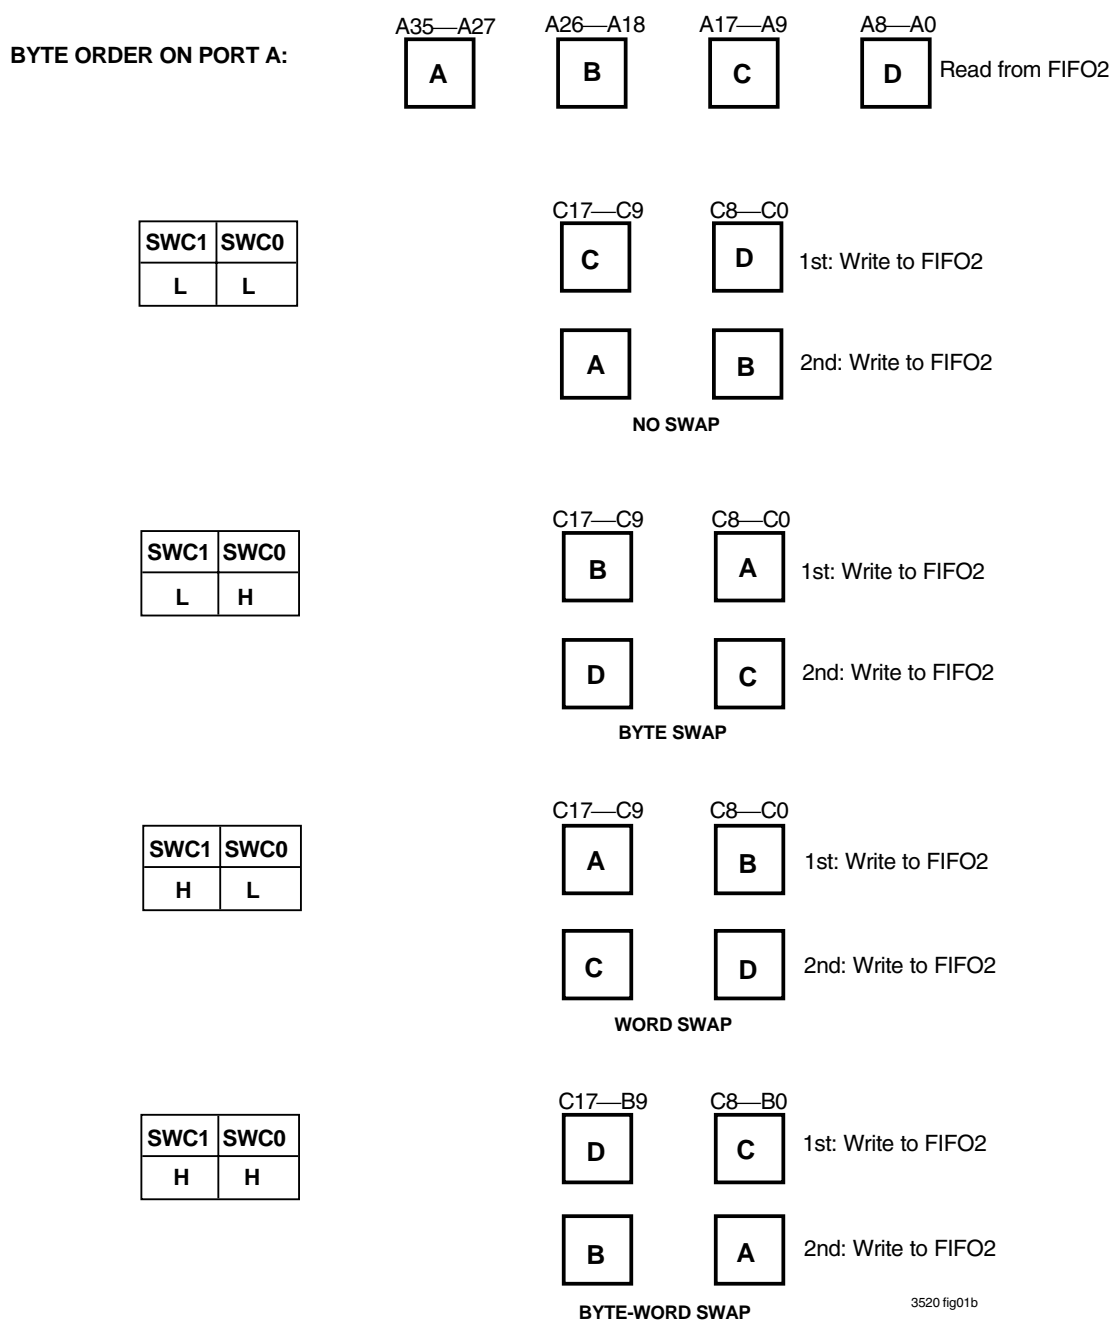 A35—A27 A26—A18 A17—A9 A8—A0
BYTE ORDER ON PORT A:
A B C D Read from FIFO2
C17—C9 C8—C0
SWC1 SWC0
C D 1st: Write to FIFO2
L L
A B 2nd: Write to FIFO2
NO SWAP
C17—C9 C8—C0
SWC1 SWC0
B A 1st: Write to FIFO2
L H
D C 2nd: Write to FIFO2
BYTE SWAP
C17—C9 C8—C0
SWC1 SWC0
A B 1st: Write to FIFO2
H L
C D 2nd: Write to FIFO2
WORD SWAP
C17—B9 C8—B0
SWC1 SWC0
D C 1st: Write to FIFO2
H H
B A 2nd: Write to FIFO2
3520 fig01b
BYTE-WORD SWAP